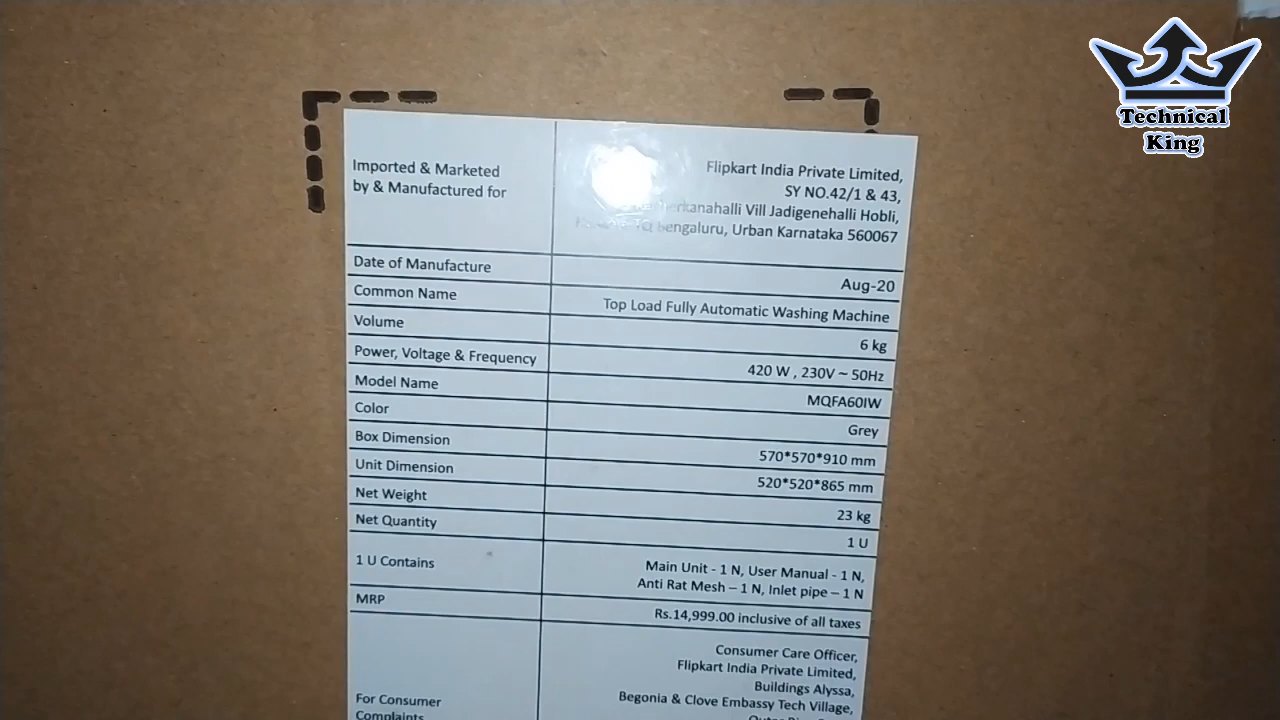 Technical
King
Imported & Marketed
by & Manufactured for
Flipkart India Private Limited,
SY NO.42/1 & 43,
Vill Jadigenehalli Hobli,
Bengaluru, Urban Karnataka 560067
Date of Manufacture
Aug-20
Common Name
Top Load Fully Automatic Washing Machine
Volume
6 kg
Power, Voltage & Frequency
420 W , 230V ~ 50Hz
Model Name
MQFA60IW
Color
Grey
Box Dimension
570*570*910 mm
Unit Dimension
520*520*865 mm
Net Weight
23 kg
Net Quantity
1 U
1 U Contains
Main Unit - 1 N, User Manual - 1 N,
Anti Rat Mesh – 1 N, Inlet pipe – 1 N
MRP
Rs.14,999.00 inclusive of all taxes
For Consumer
Complaints
Consumer Care Officer,
Flipkart India Private Limited,
Buildings Alyssa,
Begonia & Clove Embassy Tech Village,